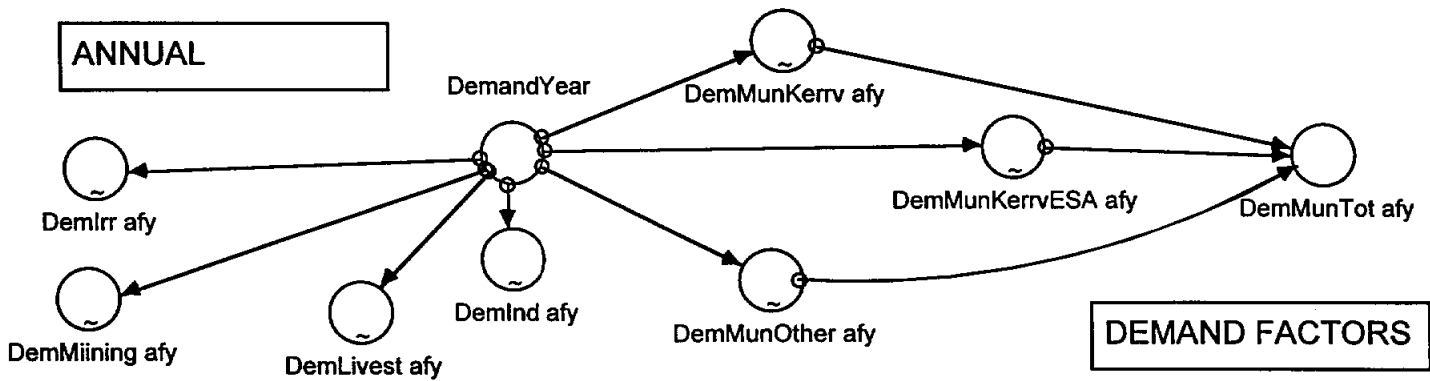 ANNUAL
DemandYear
DemMunKerrv afy
DemIrr afy
DemMunKerrvESA afy
DemMunTot afy
DemInd afy
DemMunOther afy
DemMiining afy
DemLivest afy
DEMAND FACTORS